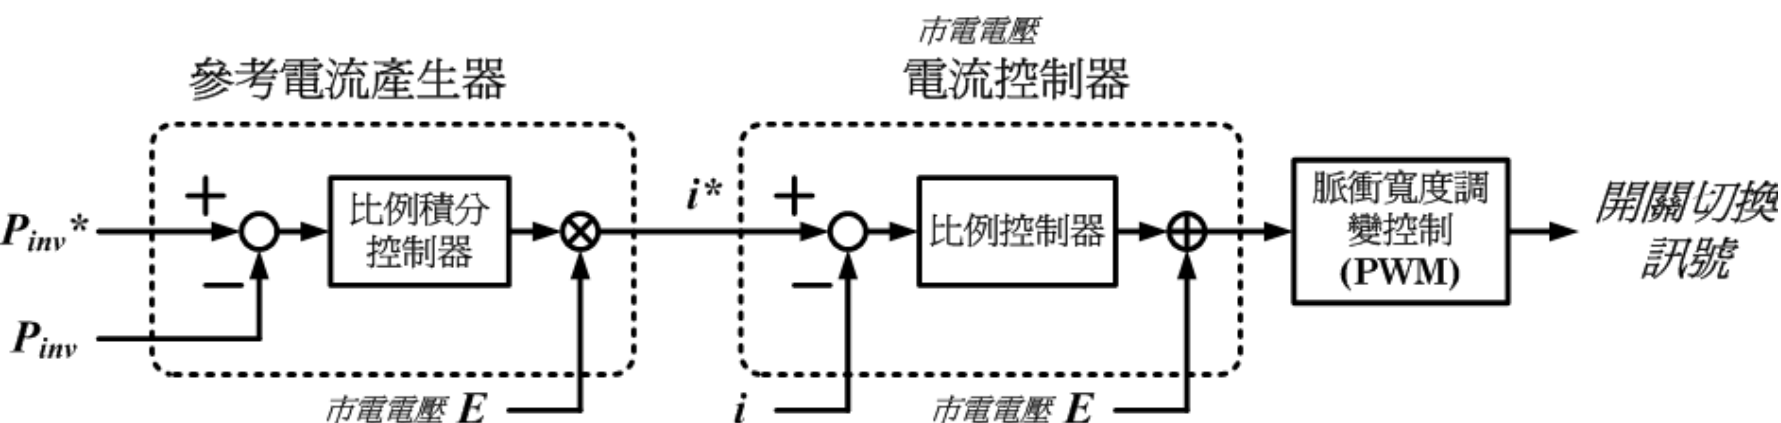 市電電壓
參考電流產生器
電流控制器
+
i*
+
P_inv*
比例積分
控制器
比例控制器
脈衝寬度調
變控制
(PWM)
開關切換
訊號
−
−
P_inv
市電電壓 E
i
市電電壓 E